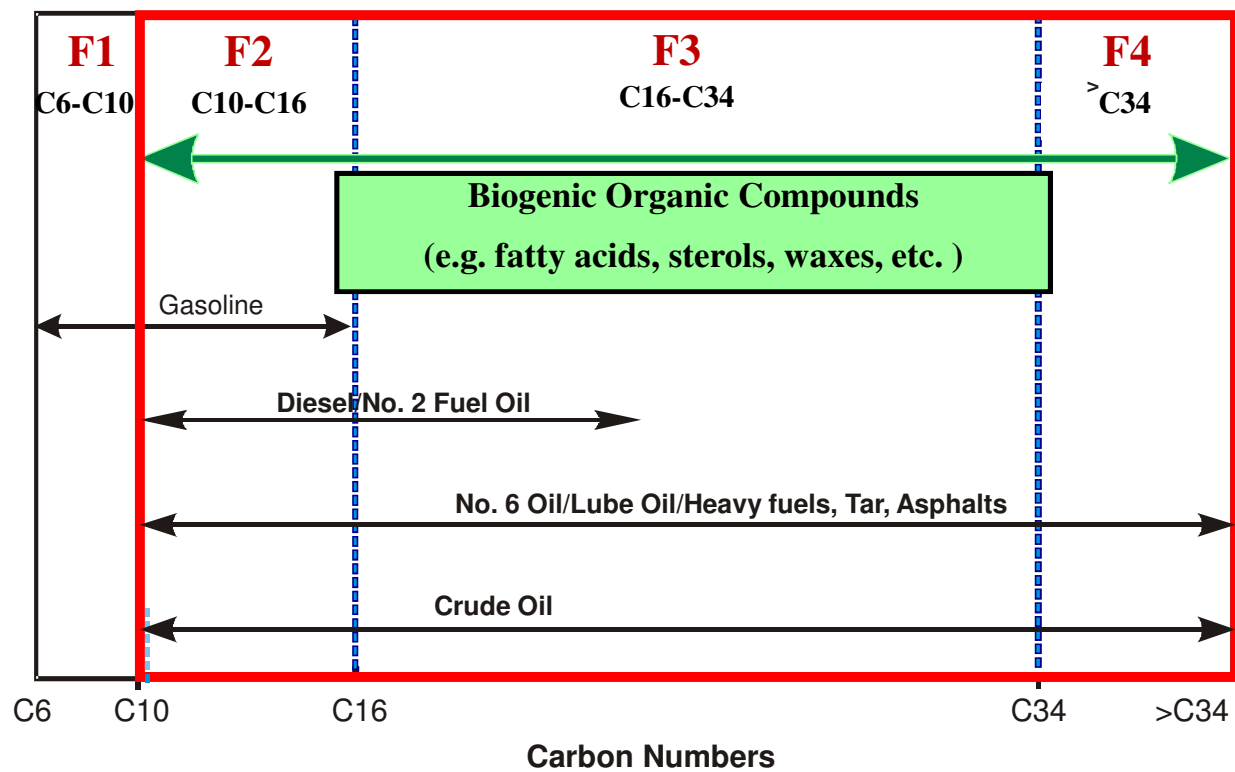 F1 F2 F3 F4
C6-C10 C10-C16 C16-C34 >C34
Biogenic Organic Compounds
(e.g. fatty acids, sterols, waxes, etc. )
Gasoline
Diesel/No. 2 Fuel Oil
No. 6 Oil/Lube Oil/Heavy fuels, Tar, Asphalts
Crude Oil
C6 C10 C16 C34 >C34
Carbon Numbers